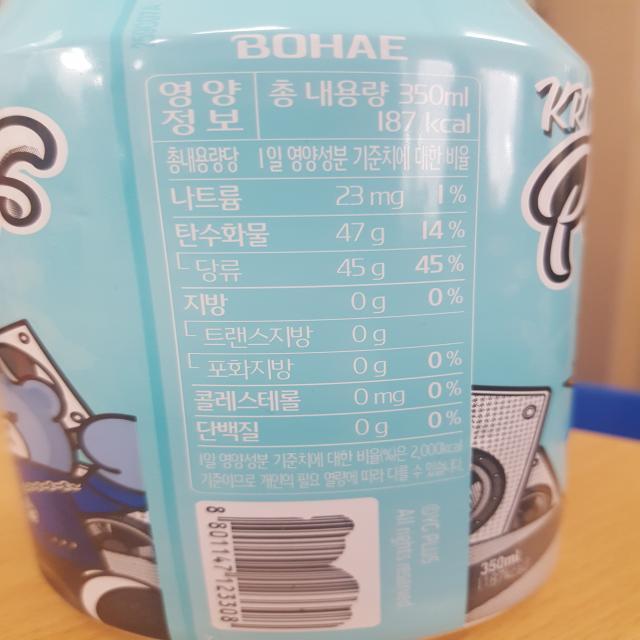 BOHAE
영양정보
총 내용량 350ml
187 kcal
총내용량당 1일 영양성분 기준치에 대한 비율
나트륨 23 mg 1 %
탄수화물 47 g 14 %
당류 45 g 45 %
지방 0 g 0 %
트랜스지방 0 g
포화지방 0 g 0 %
콜레스테롤 0 mg 0 %
단백질 0 g 0 %
1일 영양성분 기준치에 대한 비율(%)은 2,000kcal
기준이므로 개인의 필요 열량에 따라 다를 수 있습니다.
8 801147 123308
350ml